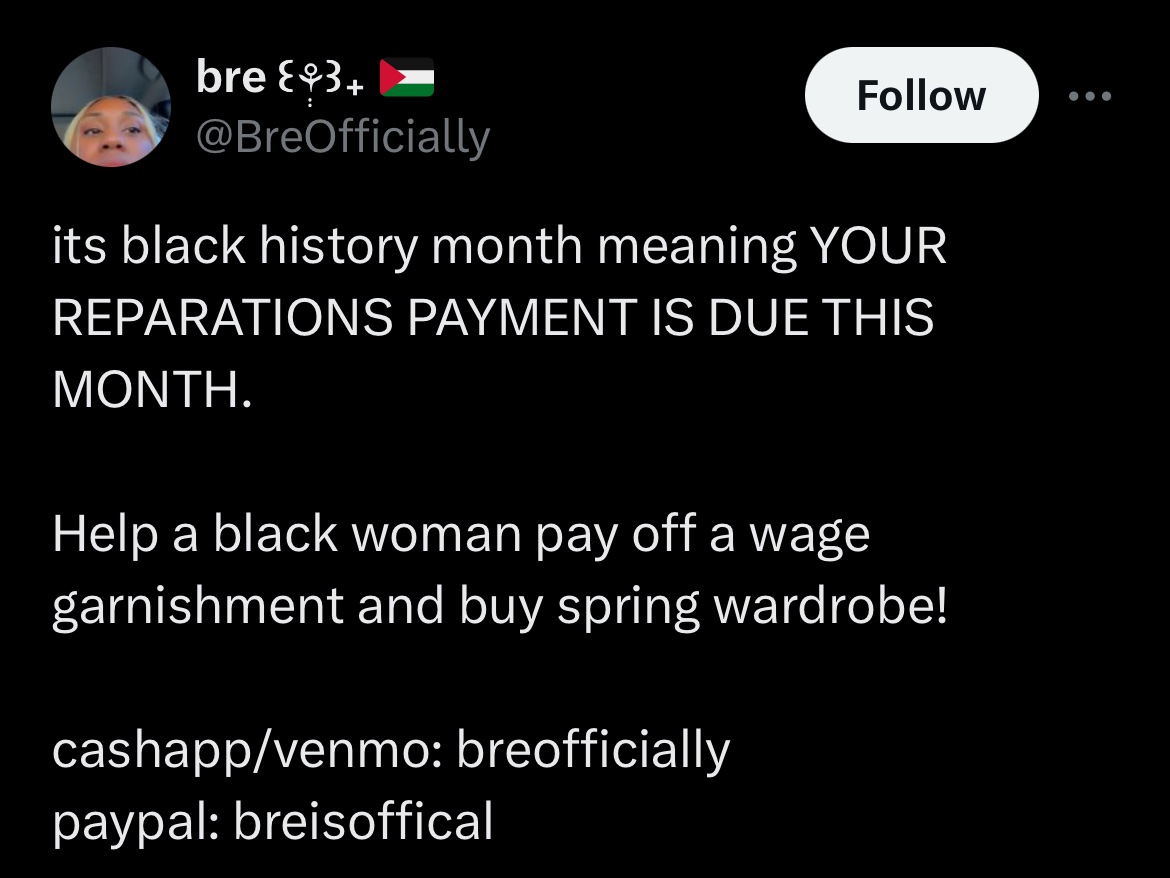 bre ꒰⚘݄꒱₊ 🇵🇸
@BreOfficially
Follow
its black history month meaning YOUR
REPARATIONS PAYMENT IS DUE THIS
MONTH.
Help a black woman pay off a wage
garnishment and buy spring wardrobe!
cashapp/venmo: breofficially
paypal: breisoffical